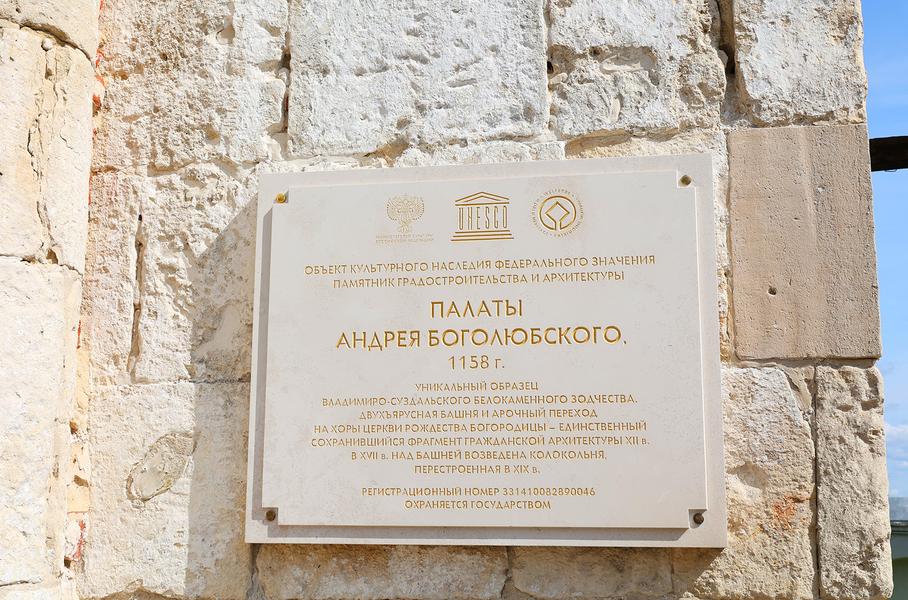 UNESCO
ОБЪЕКТ КУЛЬТУРНОГО НАСЛЕДИЯ ФЕДЕРАЛЬНОГО ЗНАЧЕНИЯ
ПАМЯТНИК ГРАДОСТРОИТЕЛЬСТВА И АРХИТЕКТУРЫ
ПАЛАТЫ
АНДРЕЯ БОГОЛЮБСКОГО,
1158 г.
УНИКАЛЬНЫЙ ОБРАЗЕЦ
ВЛАДИМИРО-СУЗДАЛЬСКОГО БЕЛОКАМЕННОГО ЗОДЧЕСТВА.
ДВУХЪЯРУСНАЯ БАШНЯ И АРОЧНЫЙ ПЕРЕХОД
НА ХОРЫ ЦЕРКВИ РОЖДЕСТВА БОГОРОДИЦЫ – ЕДИНСТВЕННЫЙ
СОХРАНИВШИЙСЯ ФРАГМЕНТ ГРАЖДАНСКОЙ АРХИТЕКТУРЫ XII в.
В XVII в. НАД БАШНЕЙ ВОЗВЕДЕНА КОЛОКОЛЬНЯ,
ПЕРЕСТРОЕННАЯ В XIX в.
РЕГИСТРАЦИОННЫЙ НОМЕР 331410082890046
ОХРАНЯЕТСЯ ГОСУДАРСТВОМ